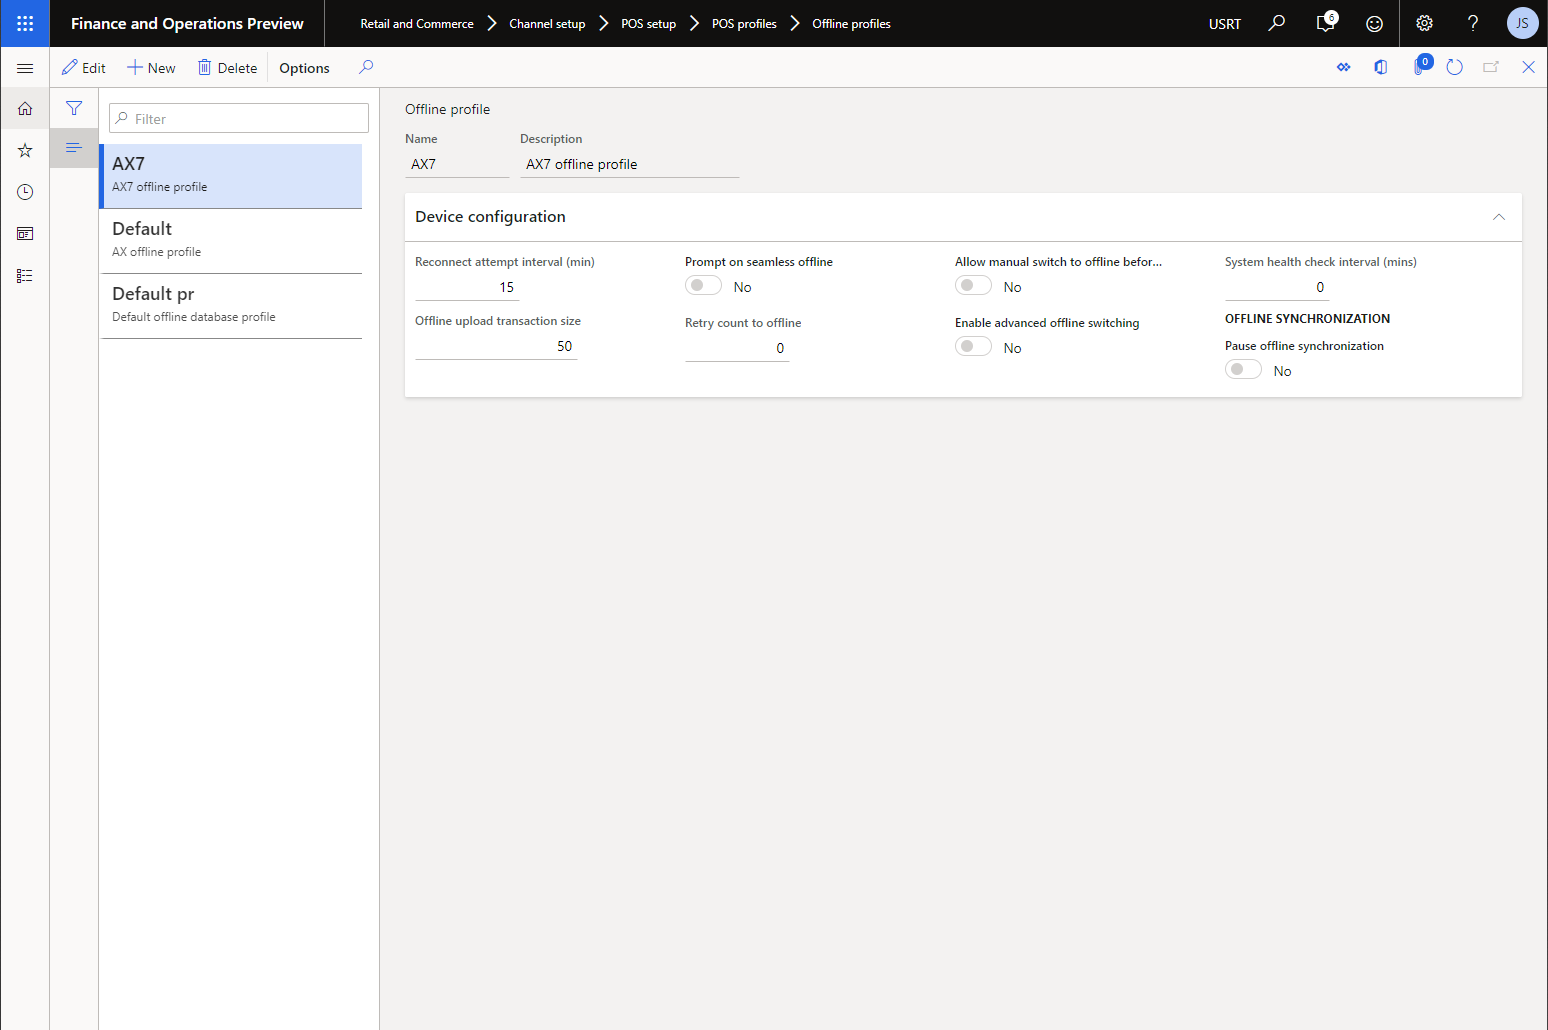 Finance and Operations Preview
Retail and Commerce
Channel setup
POS setup
POS profiles
Offline profiles
USRT
6
JS
Edit
New
Delete
Options
0
Filter
AX7
AX7 offline profile
Default
AX offline profile
Default pr
Default offline database profile
Offline profile
Name
Description
AX7
AX7 offline profile
Device configuration
Reconnect attempt interval (min)
15
Offline upload transaction size
50
Prompt on seamless offline
No
Retry count to offline
0
Allow manual switch to offline befor...
No
Enable advanced offline switching
No
System health check interval (mins)
0
OFFLINE SYNCHRONIZATION
Pause offline synchronization
No